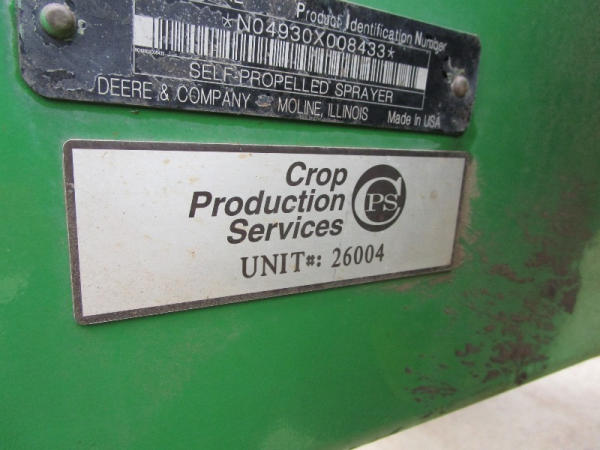 Product Identification Number
*N04930X008433*
SELF-PROPELLED SPRAYER
DEERE & COMPANY MOLINE, ILLINOIS Made in USA
Crop
Production
Services
CPS
UNIT#: 26004